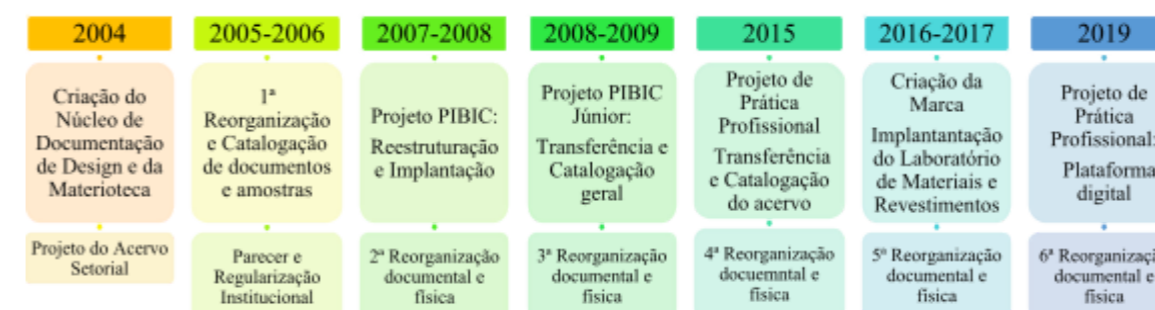 2004
Criação do
Núcleo de
Documentação
de Design e da
Materioteca
Projeto do Acervo
Setorial
2005-2006
1ª
Reorganização
e Catalogação
de documentos
e amostras
Parecer e
Regularização
Institucional
2007-2008
Projeto PIBIC:
Reestruturação
e Implantação
2ª Reorganização
documental e
física
2008-2009
Projeto PIBIC
Júnior:
Transferência e
Catalogação
geral
3ª Reorganização
documental e
física
2015
Projeto de
Prática
Profissional
Transferência
e Catalogação
do acervo
4ª Reorganização
docuemntal e
física
2016-2017
Criação da
Marca
Implantantação
do Laboratório
de Materiais e
Revestimentos
5ª Reorganização
documental e
física
2019
Projeto de
Prática
Profissional:
Plataforma
digital
6ª Reorganizaçã
documental e
física